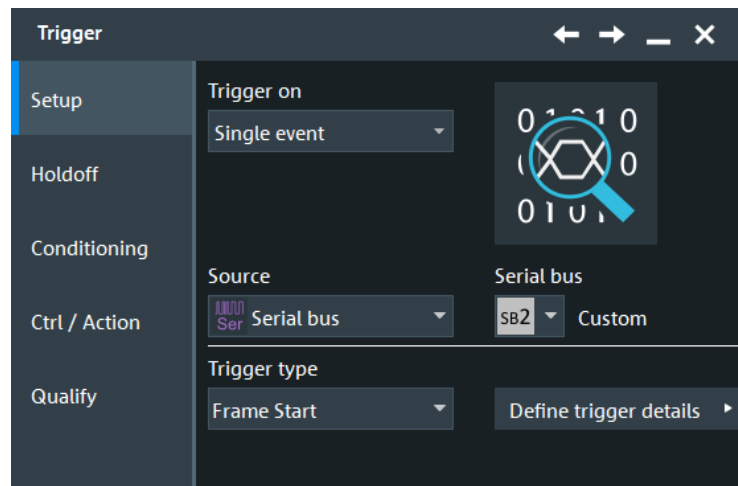 Trigger
Setup
Holdoff
Conditioning
Ctrl / Action
Qualify
Trigger on
Single event
Source
Ser Serial bus
Serial bus
SB2 Custom
Trigger type
Frame Start
Define trigger details